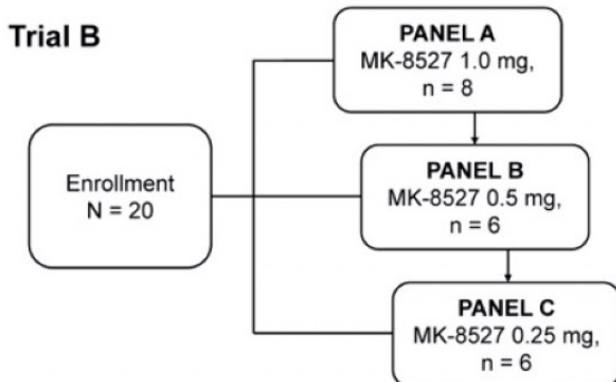 Trial B
Enrollment
N = 20
PANEL A
MK-8527 1.0 mg,
n = 8
PANEL B
MK-8527 0.5 mg,
n = 6
PANEL C
MK-8527 0.25 mg,
n = 6